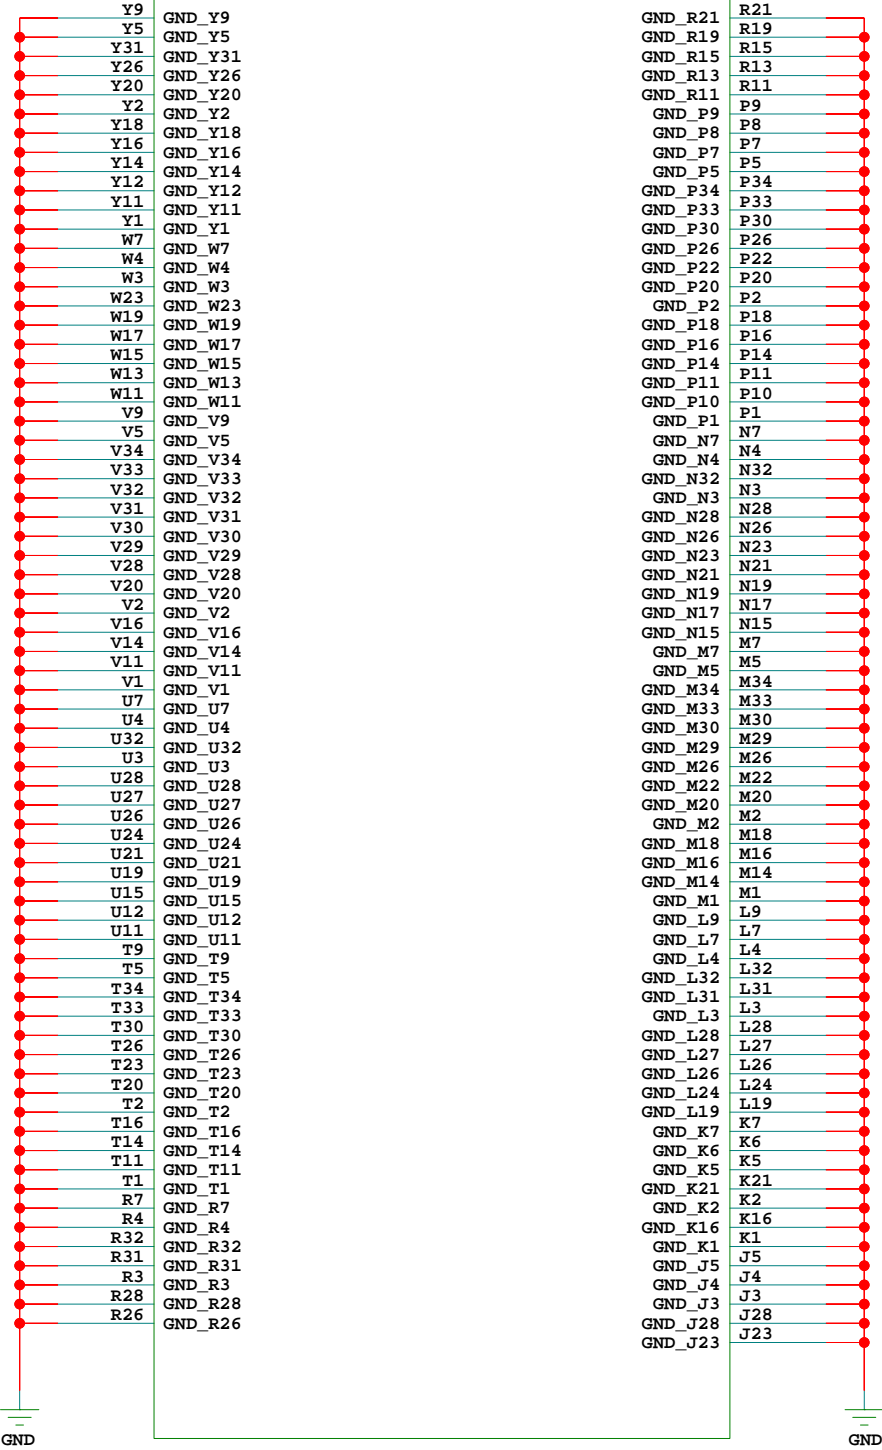 Y9 GND_Y9 GND_R21 R21
Y5 GND_Y5 GND_R19 R19
Y31 GND_Y31 GND_R15 R15
Y26 GND_Y26 GND_R13 R13
Y20 GND_Y20 GND_R11 R11
Y2 GND_Y2 GND_P9 P9
Y18 GND_Y18 GND_P8 P8
Y16 GND_Y16 GND_P7 P7
Y14 GND_Y14 GND_P5 P5
Y12 GND_Y12 GND_P34 P34
Y11 GND_Y11 GND_P33 P33
Y1 GND_Y1 GND_P30 P30
W7 GND_W7 GND_P26 P26
W4 GND_W4 GND_P22 P22
W3 GND_W3 GND_P20 P20
W23 GND_W23 GND_P2 P2
W19 GND_W19 GND_P18 P18
W17 GND_W17 GND_P16 P16
W15 GND_W15 GND_P14 P14
W13 GND_W13 GND_P11 P11
W11 GND_W11 GND_P10 P10
V9 GND_V9 GND_P1 P1
V5 GND_V5 GND_N7 N7
V34 GND_V34 GND_N4 N4
V33 GND_V33 GND_N32 N32
V32 GND_V32 GND_N3 N3
V31 GND_V31 GND_N28 N28
V30 GND_V30 GND_N26 N26
V29 GND_V29 GND_N23 N23
V28 GND_V28 GND_N21 N21
V20 GND_V20 GND_N19 N19
V2 GND_V2 GND_N17 N17
V16 GND_V16 GND_N15 N15
V14 GND_V14 GND_M7 M7
V11 GND_V11 GND_M5 M5
V1 GND_V1 GND_M34 M34
U7 GND_U7 GND_M33 M33
U4 GND_U4 GND_M30 M30
U32 GND_U32 GND_M29 M29
U3 GND_U3 GND_M26 M26
U28 GND_U28 GND_M22 M22
U27 GND_U27 GND_M20 M20
U26 GND_U26 GND_M2 M2
U24 GND_U24 GND_M18 M18
U21 GND_U21 GND_M16 M16
U19 GND_U19 GND_M14 M14
U15 GND_U15 GND_M1 M1
U12 GND_U12 GND_L9 L9
U11 GND_U11 GND_L7 L7
T9 GND_T9 GND_L4 L4
T5 GND_T5 GND_L32 L32
T34 GND_T34 GND_L31 L31
T33 GND_T33 GND_L3 L3
T30 GND_T30 GND_L28 L28
T26 GND_T26 GND_L27 L27
T23 GND_T23 GND_L26 L26
T20 GND_T20 GND_L24 L24
T2 GND_T2 GND_L19 L19
T16 GND_T16 GND_K7 K7
T14 GND_T14 GND_K6 K6
T11 GND_T11 GND_K5 K5
T1 GND_T1 GND_K21 K21
R7 GND_R7 GND_K2 K2
R4 GND_R4 GND_K16 K16
R32 GND_R32 GND_K1 K1
R31 GND_R31 GND_J5 J5
R3 GND_R3 GND_J4 J4
R28 GND_R28 GND_J3 J3
R26 GND_R26 GND_J28 J28
GND_J23 J23
GND GND